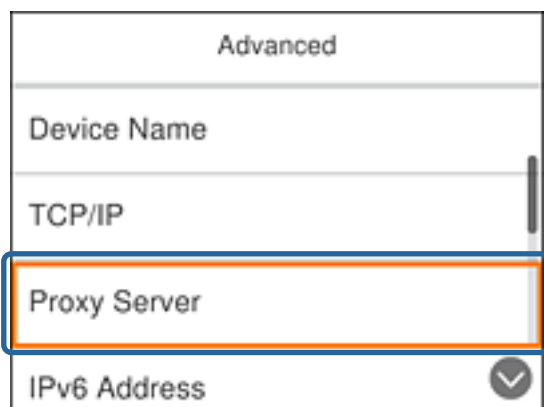 Advanced
Device Name
TCP/IP
Proxy Server
IPv6 Address